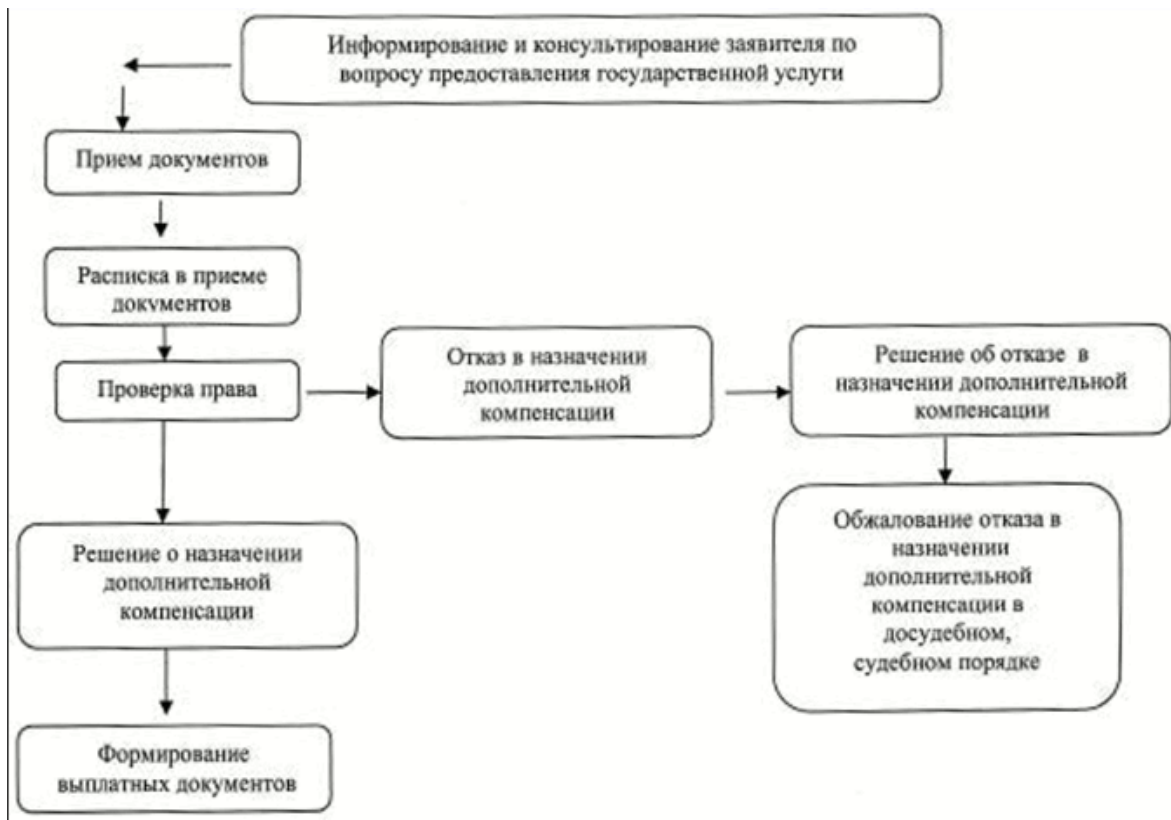 Информирование и консультирование заявителя по
вопросу предоставления государственной услуги
Прием документов
Расписка в приеме
документов
Проверка права
Отказ в назначении
дополнительной
компенсации
Решение об отказе в
назначении дополнительной
компенсации
Решение о назначении
дополнительной
компенсации
Обжалование отказа в
назначении
дополнительной
компенсации в
досудебном,
судебном порядке
Формирование
выплатных документов